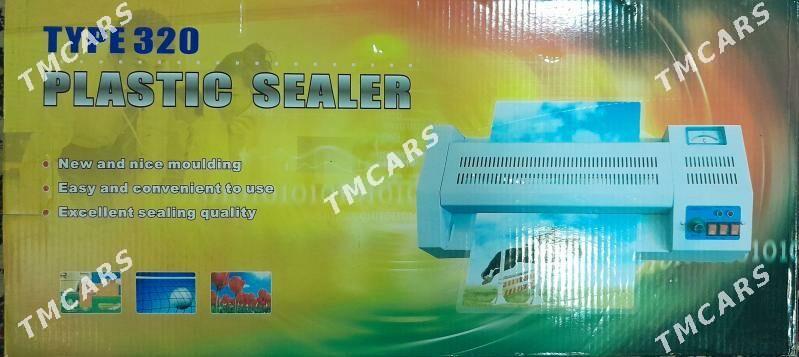 TYPE 320
PLASTIC SEALER
• New and nice moulding
• Easy and convenient to use
• Excellent sealing quality
TMCARS
TMCARS
TMCARS
TMCARS
TMCARS